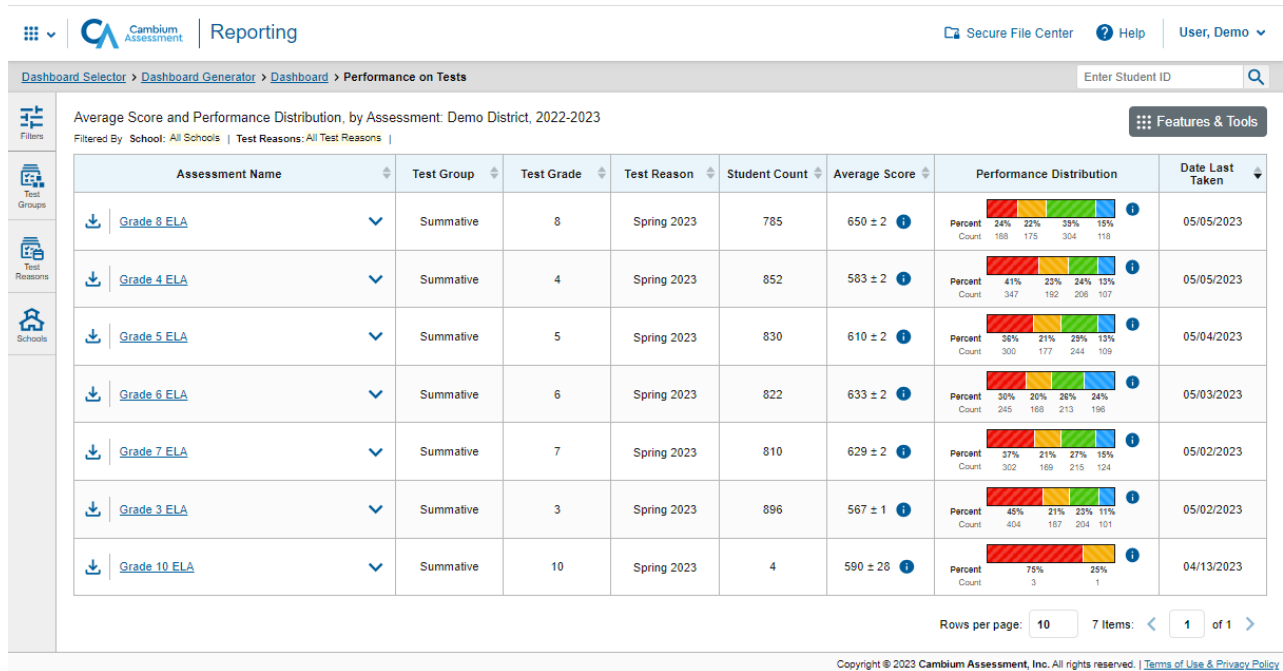 Cambium Assessment Reporting Secure File Center Help User, Demo
Dashboard Selector > Dashboard Generator > Dashboard > Performance on Tests Enter Student ID
Filters
Test Groups
Test Reasons
Schools
Average Score and Performance Distribution, by Assessment: Demo District, 2022-2023
Features & Tools
Filtered By School: All Schools | Test Reasons: All Test Reasons |
Assessment Name Test Group Test Grade Test Reason Student Count Average Score Performance Distribution Date Last Taken
Grade 8 ELA Summative 8 Spring 2023 785 650 ± 2 05/05/2023
Percent 24% 22% 39% 15%
Count 188 175 304 118
Grade 4 ELA Summative 4 Spring 2023 852 583 ± 2 05/05/2023
Percent 41% 23% 24% 13%
Count 347 192 206 107
Grade 5 ELA Summative 5 Spring 2023 830 610 ± 2 05/04/2023
Percent 36% 21% 29% 13%
Count 300 177 244 109
Grade 6 ELA Summative 6 Spring 2023 822 633 ± 2 05/03/2023
Percent 30% 20% 26% 24%
Count 245 168 213 196
Grade 7 ELA Summative 7 Spring 2023 810 629 ± 2 05/02/2023
Percent 37% 21% 27% 15%
Count 302 169 215 124
Grade 3 ELA Summative 3 Spring 2023 896 567 ± 1 05/02/2023
Percent 45% 21% 23% 11%
Count 404 187 204 101
Grade 10 ELA Summative 10 Spring 2023 4 590 ± 28 04/13/2023
Percent 75% 25%
Count 3 1
Rows per page: 10 7 Items: 1 of 1
Copyright © 2023 Cambium Assessment, Inc. All rights reserved. | Terms of Use & Privacy Policy